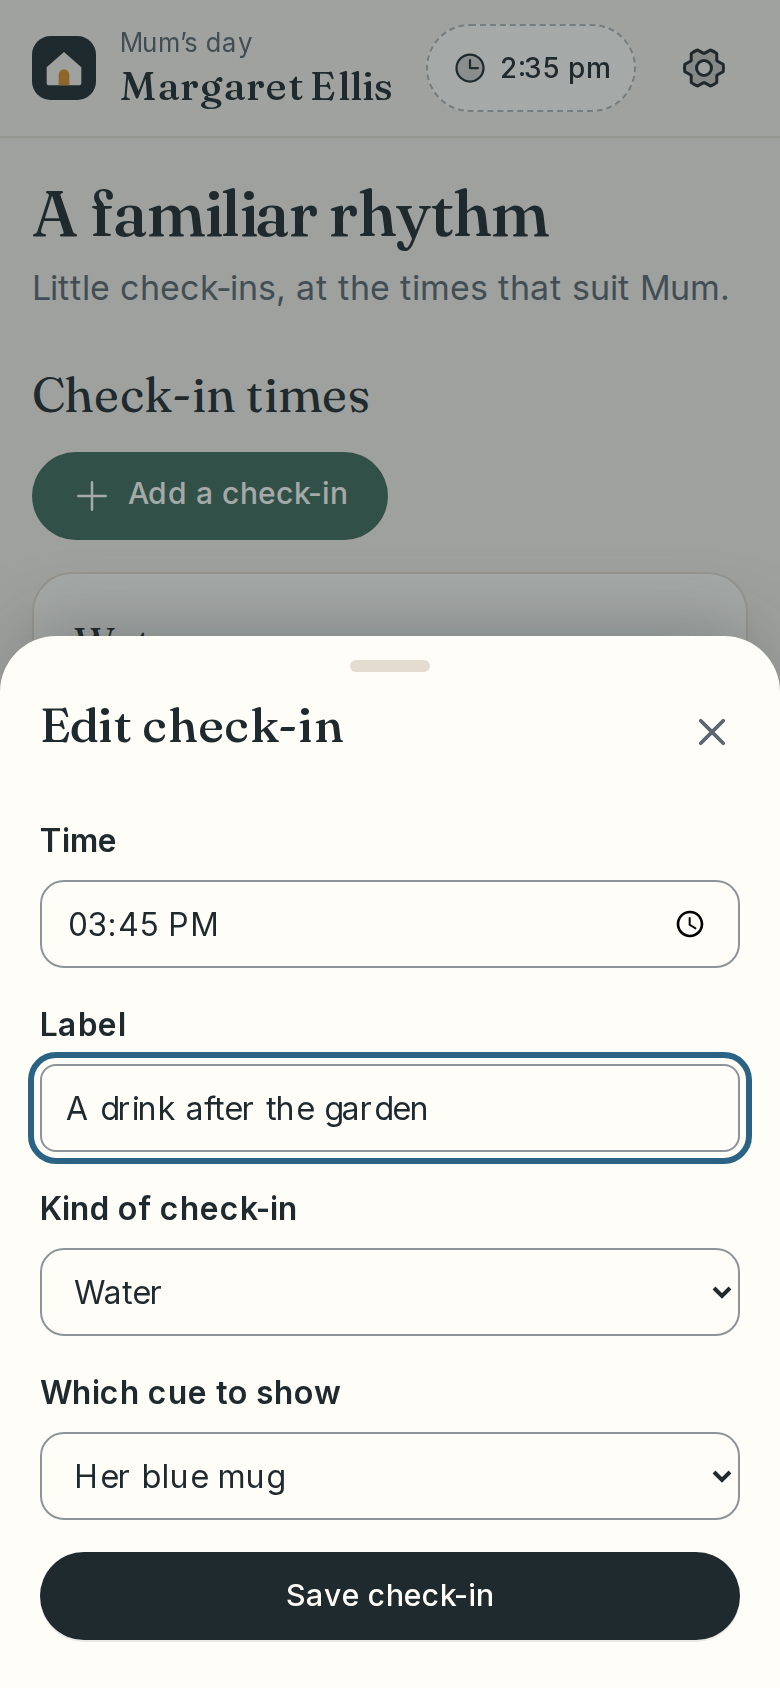 Mum's day
Margaret Ellis
2:35 pm
A familiar rhythm
Little check-ins, at the times that suit Mum.
Check-in times
Add a check-in
Edit check-in
Time
03:45 PM
Label
A drink after the garden
Kind of check-in
Water
Which cue to show
Her blue mug
Save check-in